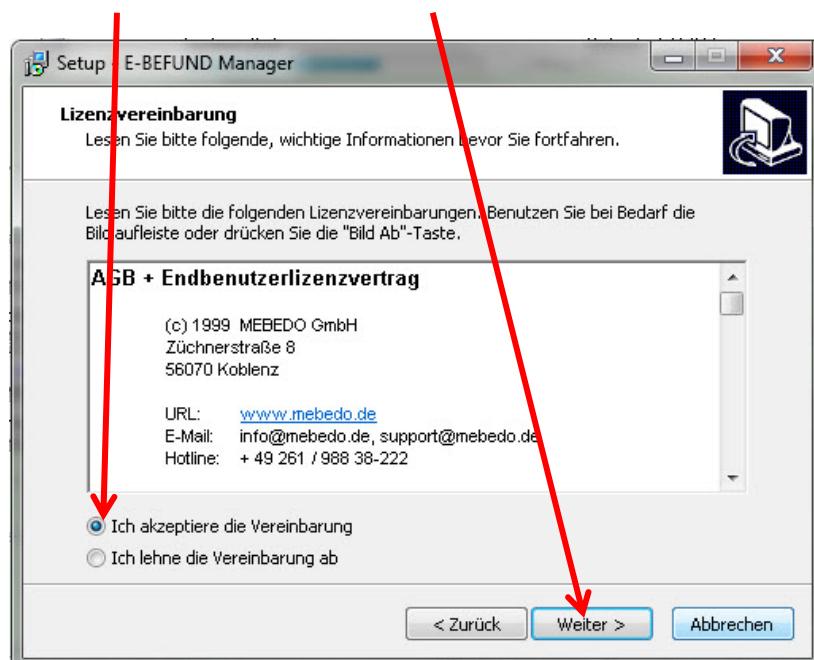 Setup - E-BEFUND Manager
Lizenzvereinbarung
Lesen Sie bitte folgende, wichtige Informationen bevor Sie fortfahren.
Lesen Sie bitte die folgenden Lizenzvereinbarungen. Benutzen Sie bei Bedarf die
Bildlaufleiste oder drücken Sie die "Bild Ab"-Taste.
AGB + Endbenutzerlizenzvertrag
(c) 1999 MEBEDO GmbH
Züchnerstraße 8
56070 Koblenz
URL: www.mebedo.de
E-Mail: info@mebedo.de, support@mebedo.de
Hotline: + 49 261 / 988 38-222
Ich akzeptiere die Vereinbarung
Ich lehne die Vereinbarung ab
< Zurück Weiter > Abbrechen